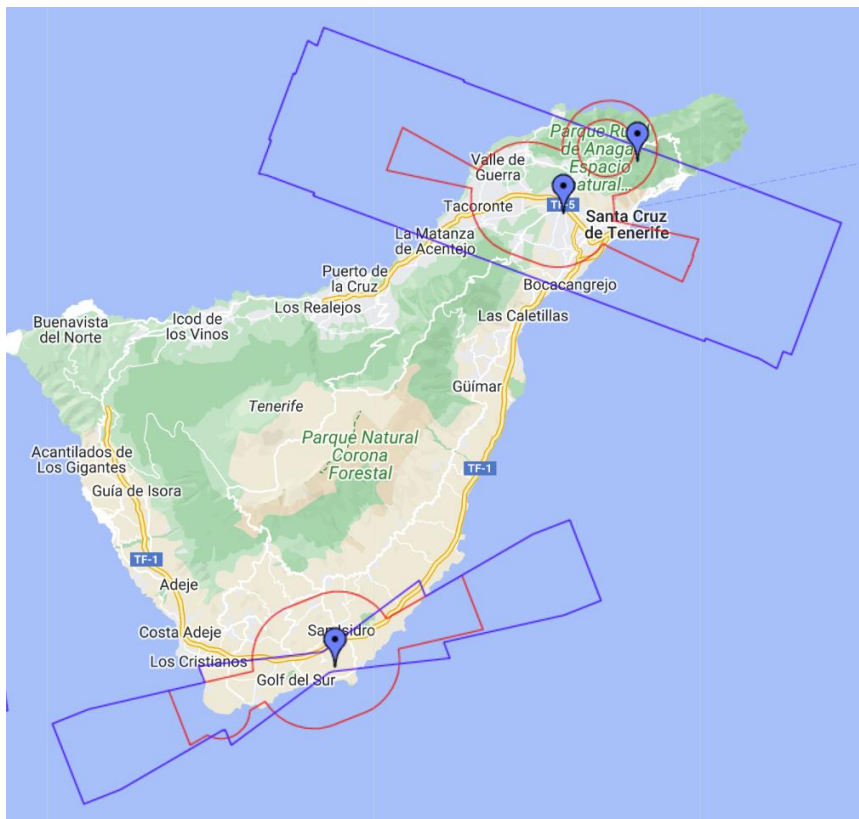 Parque Rural
de Anaga
Espacio
natural...
Valle de
Guerra
TF-5
Tacoronte
Santa Cruz
de Tenerife
La Matanza
de Acentejo
Puerto de
la Cruz
Bocacangrejo
Los Realejos
Las Caletillas
Buenavista
del Norte
Icod de
los Vinos
Güímar
Tenerife
Parque Natural
Corona
Forestal
Acantilados de
Los Gigantes
TF-1
Guía de Isora
TF-1
Adeje
Costa Adeje
Los Cristianos
Golf del Sur